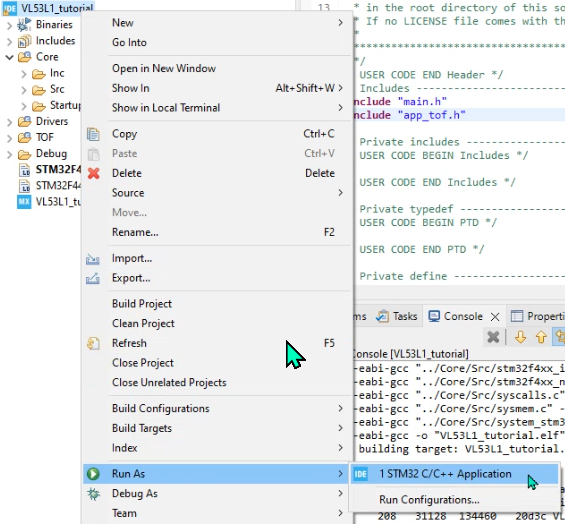 VL53L1_tutorial
Binaries
Includes
Core
Inc
Src
Startu
Drivers
TOF
Debug
STM32F4
STM32F4
VL53L1_tu
New
Go Into
Open in New Window
Show In Alt+Shift+W
Show in Local Terminal
Copy Ctrl+C
Paste Ctrl+V
Delete Delete
Source
Move...
Rename... F2
Import...
Export...
Build Project
Clean Project
Refresh F5
Close Project
Close Unrelated Projects
Build Configurations
Build Targets
Index
Run As
Debug As
Team
1 STM32 C/C++ Application
Run Configurations...
13 * in the root directory of this so
* If no LICENSE file comes with th
*
*******************************
*/
USER CODE END Header */
Includes -----------------------
nclude "main.h"
nclude "app_tof.h"
Private includes ---------------
USER CODE BEGIN Includes */
USER CODE END Includes */
Private typedef ----------------
USER CODE BEGIN PTD */
USER CODE END PTD */
Private define -----------------
ms Tasks Console Properti
Console [VL53L1_tutorial]
-eabi-gcc "../Core/Src/stm32f4xx_i
-eabi-gcc "../Core/Src/stm32f4xx_n
-eabi-gcc "../Core/Src/syscalls.c"
-eabi-gcc "../Core/Src/sysmem.c" -
-eabi-gcc "../Core/Src/system_stm3
-eabi-gcc -o "VL53L1_tutorial.elf"
building target: VL53L1_tutorial.
208 31128 134460 20d3c VL